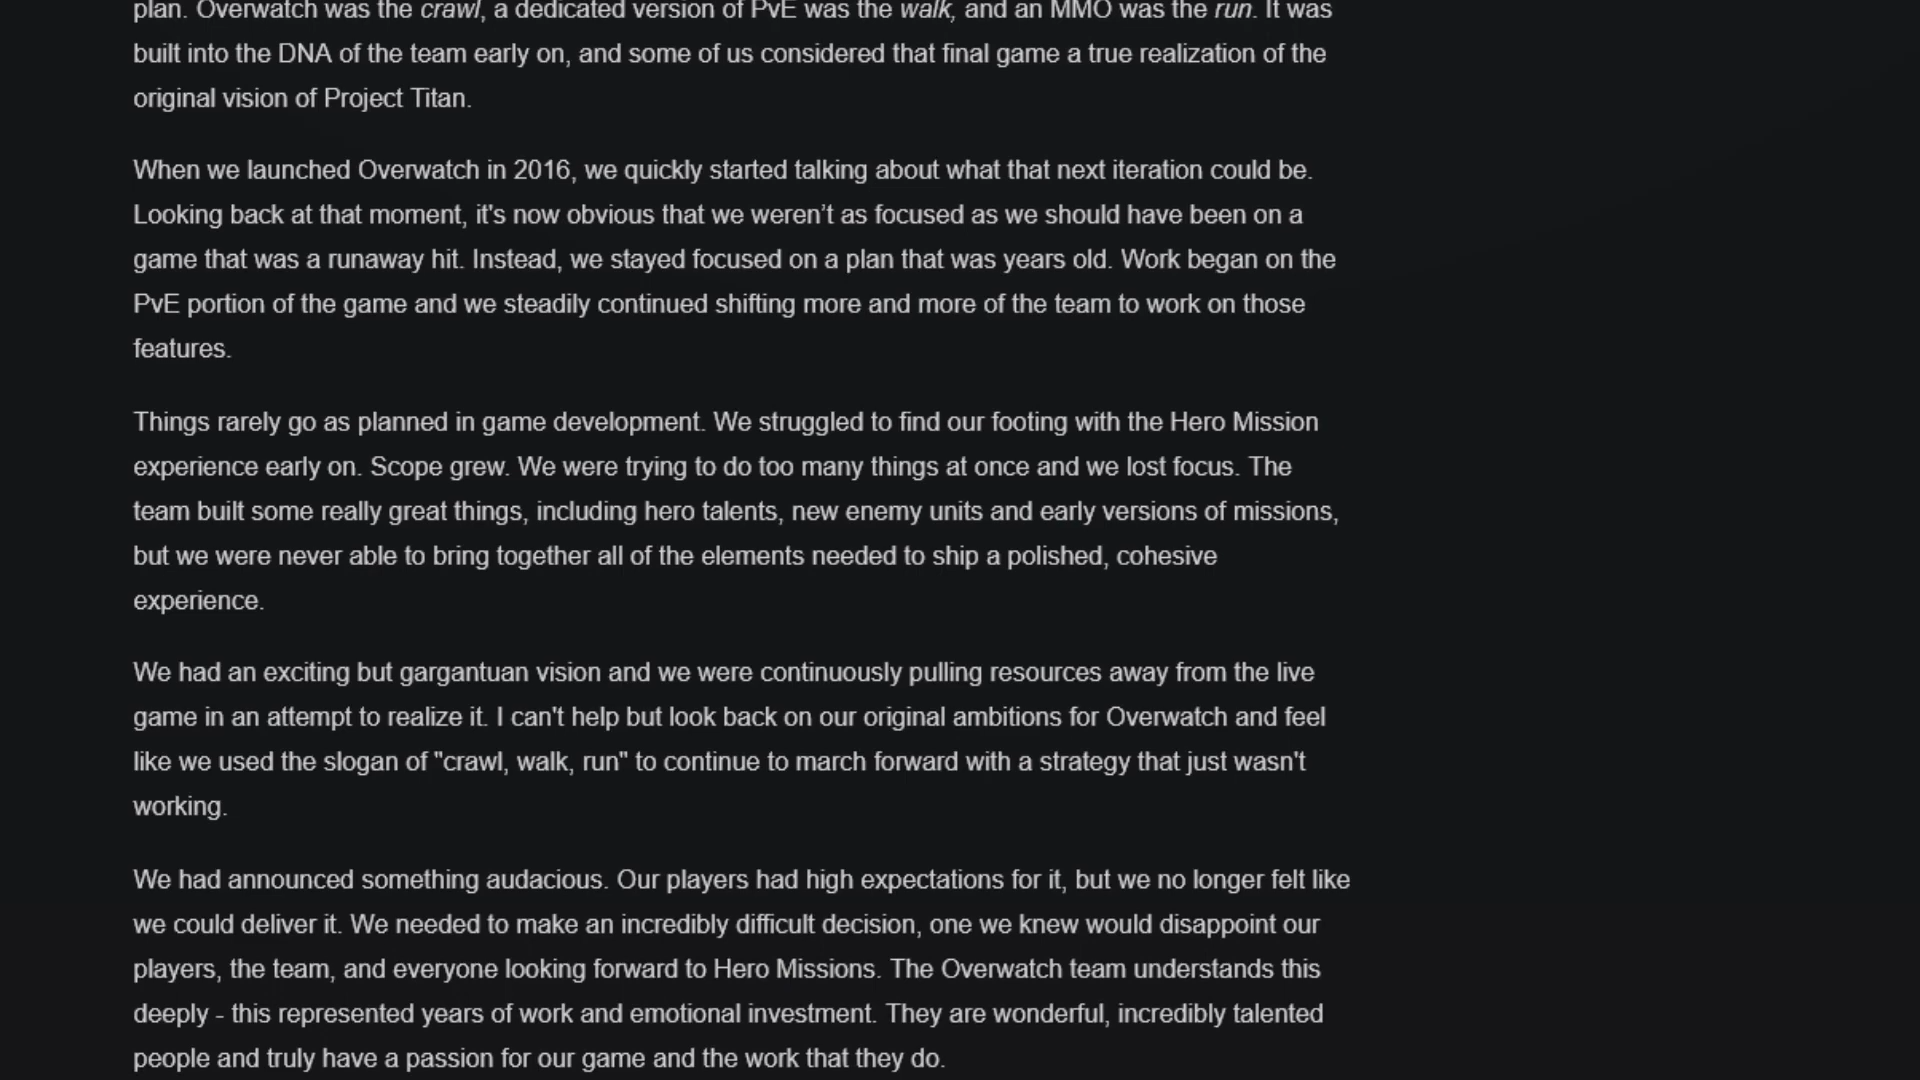 plan. Overwatch was the crawl, a dedicated version of PvE was the walk, and an MMO was the run. It was
built into the DNA of the team early on, and some of us considered that final game a true realization of the
original vision of Project Titan.
When we launched Overwatch in 2016, we quickly started talking about what that next iteration could be.
Looking back at that moment, it's now obvious that we weren’t as focused as we should have been on a
game that was a runaway hit. Instead, we stayed focused on a plan that was years old. Work began on the
PvE portion of the game and we steadily continued shifting more and more of the team to work on those
features.
Things rarely go as planned in game development. We struggled to find our footing with the Hero Mission
experience early on. Scope grew. We were trying to do too many things at once and we lost focus. The
team built some really great things, including hero talents, new enemy units and early versions of missions,
but we were never able to bring together all of the elements needed to ship a polished, cohesive
experience.
We had an exciting but gargantuan vision and we were continuously pulling resources away from the live
game in an attempt to realize it. I can't help but look back on our original ambitions for Overwatch and feel
like we used the slogan of "crawl, walk, run" to continue to march forward with a strategy that just wasn't
working.
We had announced something audacious. Our players had high expectations for it, but we no longer felt like
we could deliver it. We needed to make an incredibly difficult decision, one we knew would disappoint our
players, the team, and everyone looking forward to Hero Missions. The Overwatch team understands this
deeply - this represented years of work and emotional investment. They are wonderful, incredibly talented
people and truly have a passion for our game and the work that they do.